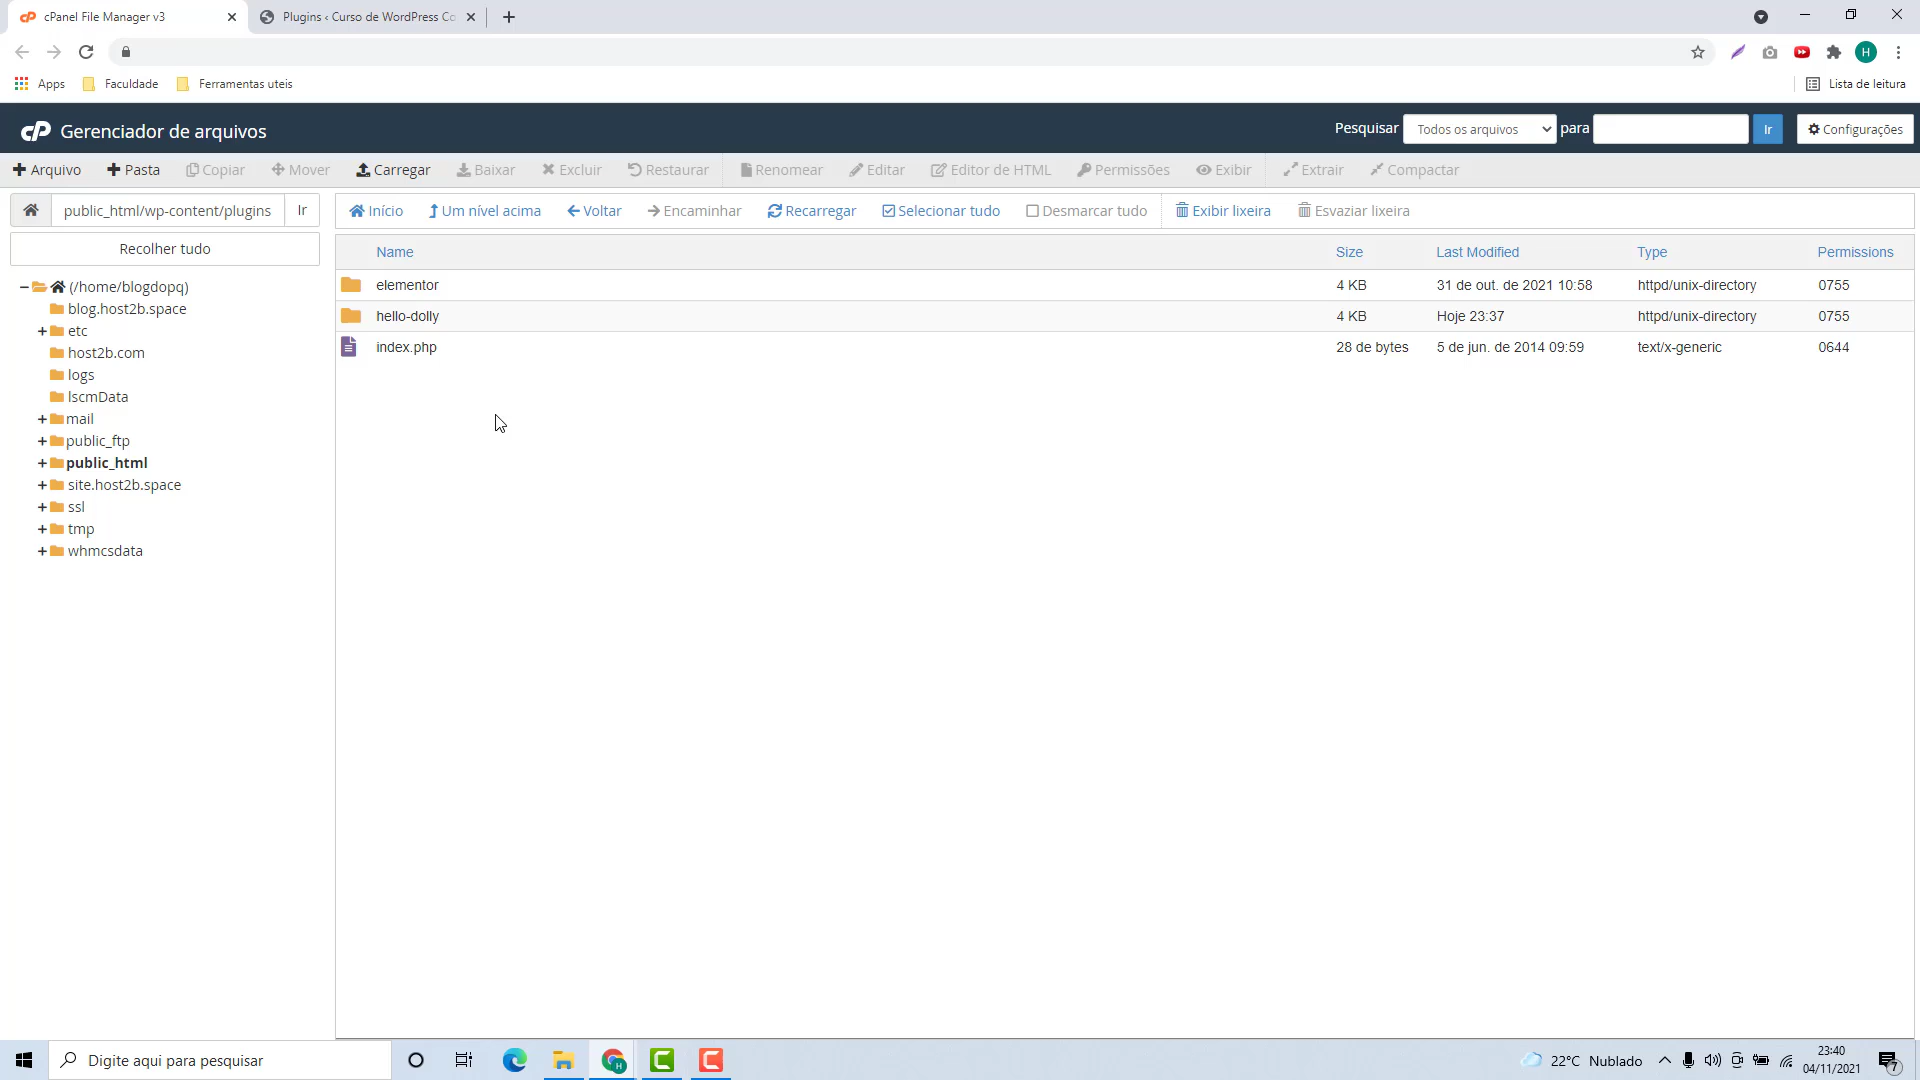 cPanel File Manager v3
Plugins ‹ Curso de WordPress Co
Apps
Faculdade
Ferramentas uteis
Lista de leitura
cP Gerenciador de arquivos
Pesquisar
Todos os arquivos
para
Ir
Configurações
Arquivo
Pasta
Copiar
Mover
Carregar
Baixar
Excluir
Restaurar
Renomear
Editar
Editor de HTML
Permissões
Exibir
Extrair
Compactar
public_html/wp-content/plugins
Ir
Início
Um nível acima
Voltar
Encaminhar
Recarregar
Selecionar tudo
Desmarcar tudo
Exibir lixeira
Esvaziar lixeira
Recolher tudo
(/home/blogdopq)
blog.host2b.space
etc
host2b.com
logs
lscmData
mail
public_ftp
public_html
site.host2b.space
ssl
tmp
whmcsdata
Name Size Last Modified Type Permissions
elementor 4 KB 31 de out. de 2021 10:58 httpd/unix-directory 0755
hello-dolly 4 KB Hoje 23:37 httpd/unix-directory 0755
index.php 28 de bytes 5 de jun. de 2014 09:59 text/x-generic 0644
Digite aqui para pesquisar
22°C Nublado
23:40
04/11/2021
7
H